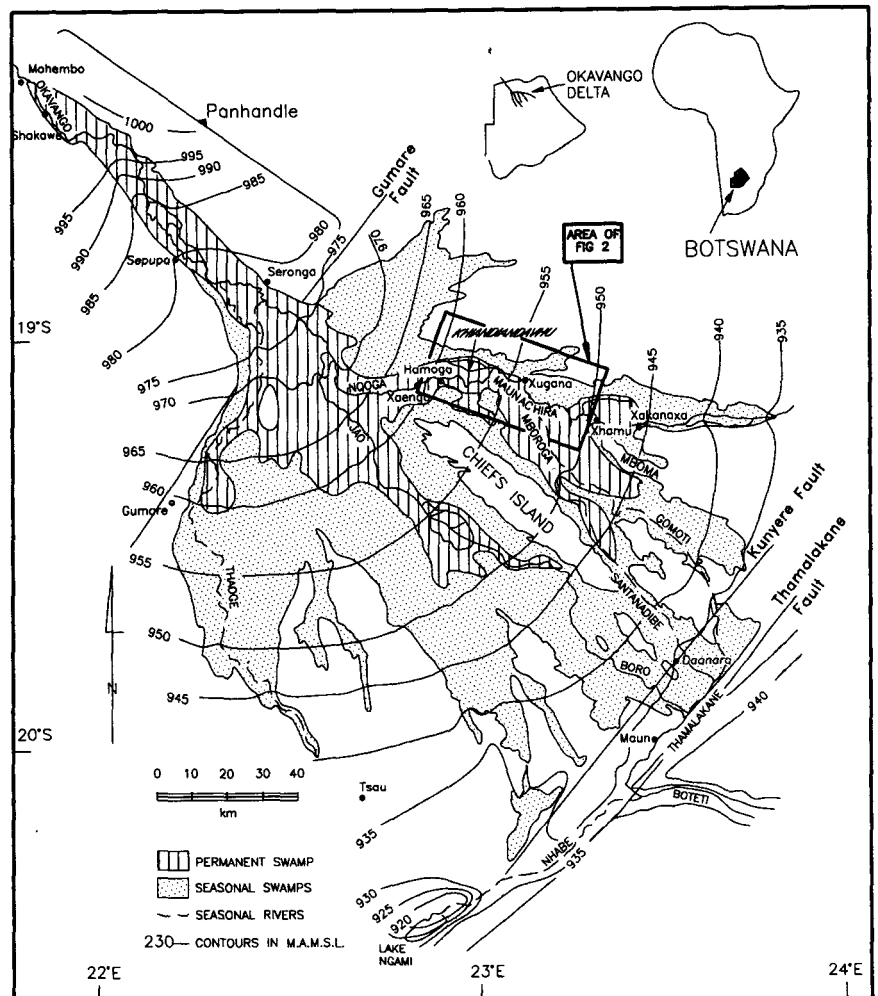 Mohembo
OKAVANGO
Shakawe
1000
Panhandle
OKAVANGO
DELTA
BOTSWANA
995
990
985
980
975
Gumare
Fault
970
965
960
955
950
940
935
945
AREA OF
FIG 2
995
990
985
980
Sepupa
Seronga
19°S
975
970
965
960
Gumare
955
950
945
KHIANDIANDAVHU
Hamoga
NQOGA
Xaenga
JAO
MAUNACHIRA
Xugana
MBOROGA
Xhamu
Xakanaxa
MBOMA
CHIEFS ISLAND
GOMOTI
SANTANADIBE
THAOGE
BORO
Daanara
Kunyere Fault
Thamalakane
Fault
THAMALAKANE
940
Maun
BOTETI
NHABE
935
N
20°S
0 10 20 30 40
km
Tsau
935
930
925
920
LAKE
NGAMI
PERMANENT SWAMP
SEASONAL SWAMPS
SEASONAL RIVERS
230 CONTOURS IN M.A.M.S.L.
22°E
23°E
24°E